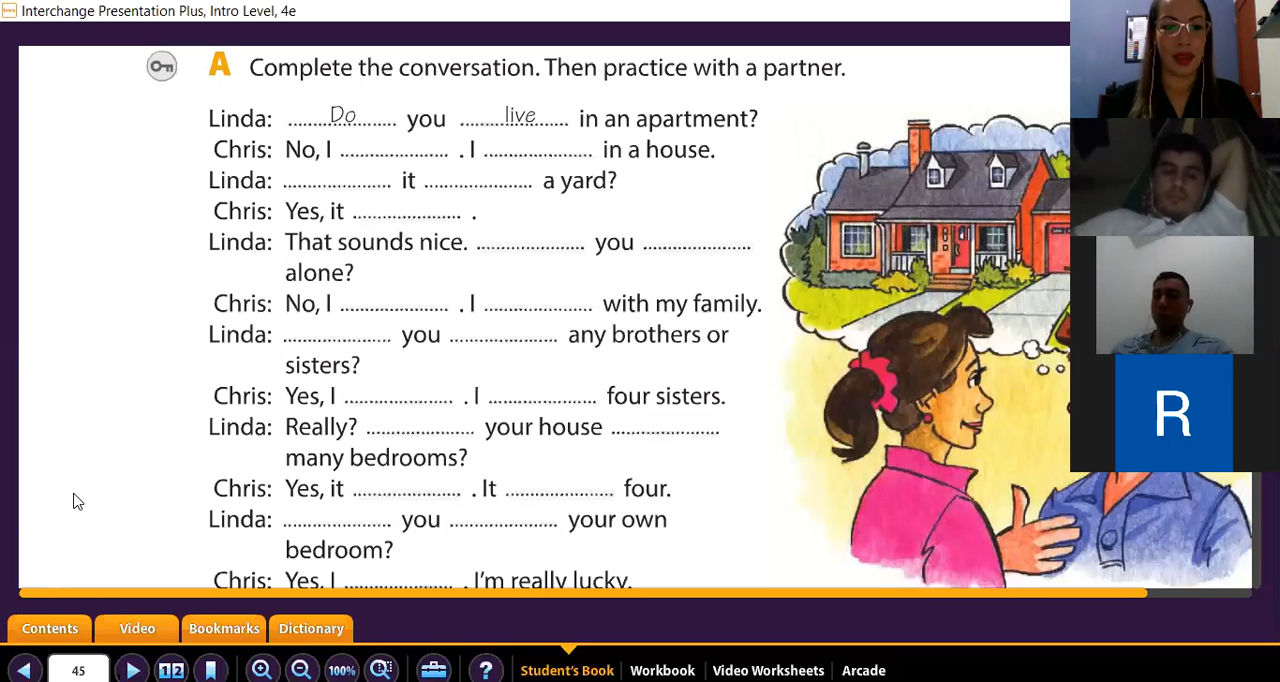 Interchange Presentation Plus, Intro Level, 4e
A Complete the conversation. Then practice with a partner.
Linda: ....Do.... you ....live.... in an apartment?
Chris: No, I .................... . I .................... in a house.
Linda: .................... it .................... a yard?
Chris: Yes, it .................... .
Linda: That sounds nice. .................... you ....................
alone?
Chris: No, I .................... . I .................... with my family.
Linda: .................... you .................... any brothers or
sisters?
Chris: Yes, I .................... . I .................... four sisters.
Linda: Really? .................... your house ....................
many bedrooms?
Chris: Yes, it .................... . It .................... four.
Linda: .................... you .................... your own
bedroom?
Chris: Yes, I .................... . I'm really lucky.
R
Contents Video Bookmarks Dictionary
45 1 2 100% ? Student's Book Workbook Video Worksheets Arcade